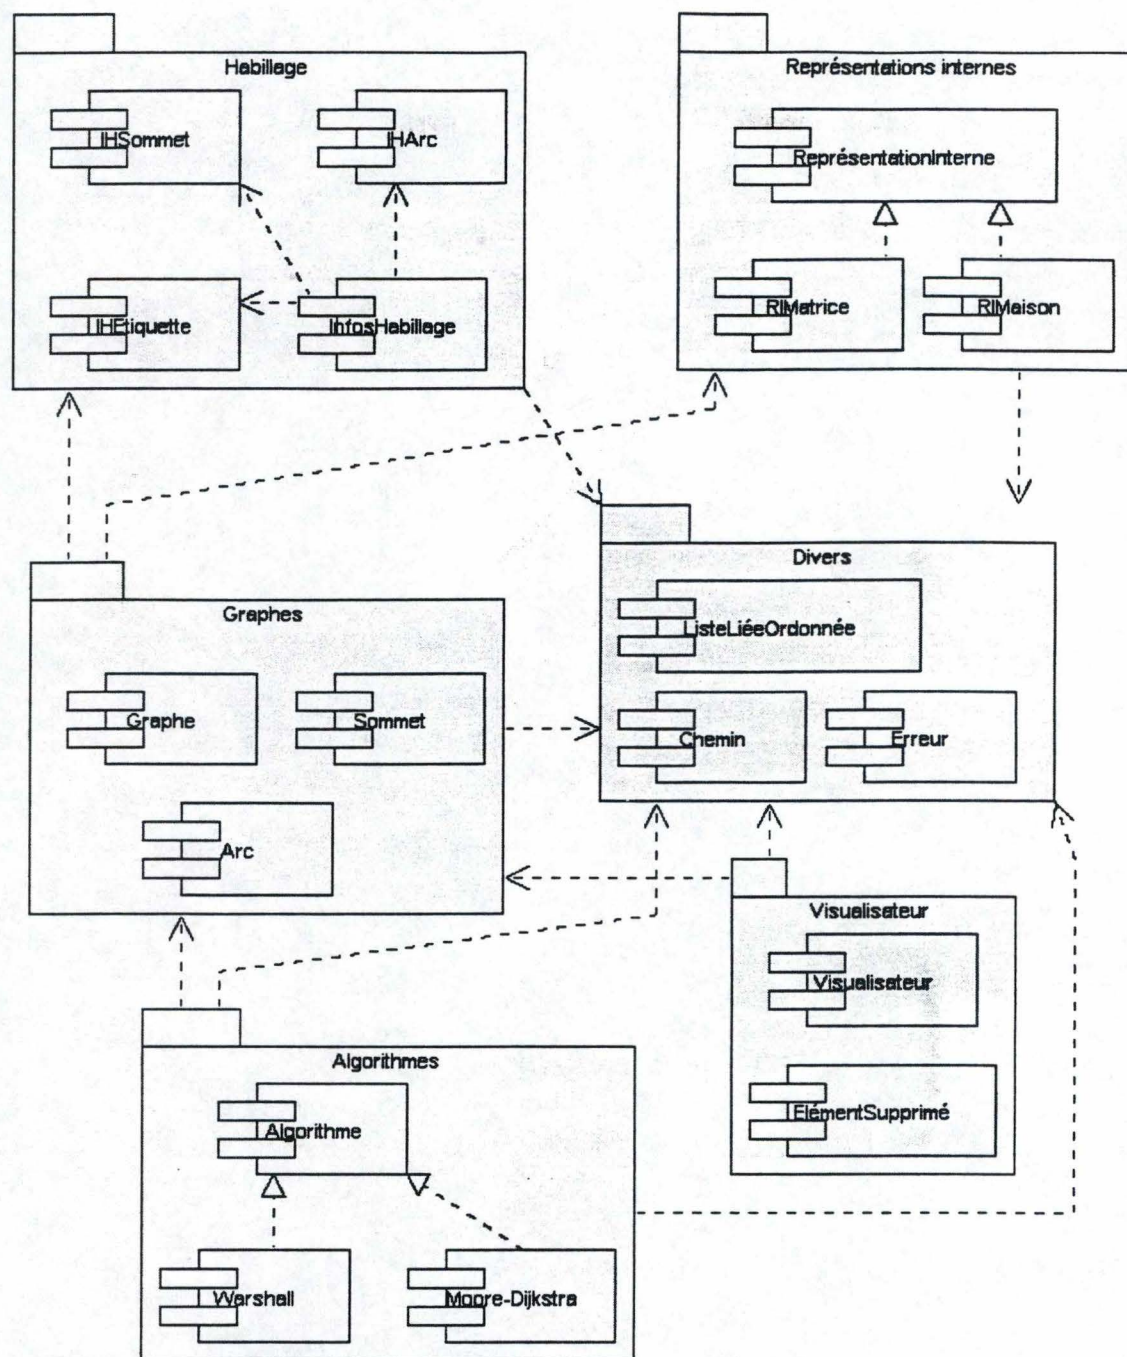 Habillage
IHSommet
IHArc
IHEtiquette
InfosHabillage
Représentations internes
ReprésentationInterne
RIMatrice
RIMaison
Divers
ListeLiéeOrdonnée
Chemin
Erreur
Graphes
Graphe
Sommet
Arc
Visualisateur
Visualisateur
ElémentSupprimé
Algorithmes
Algorithme
Warshall
Moore-Dijkstra